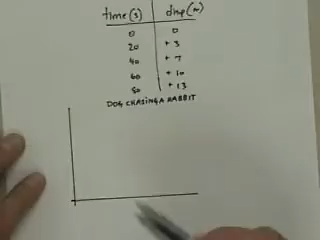 time(s) disp(m)
0 0
20 + 3
40 + 7
60 + 10
80 + 13
DOG CHASING A RABBIT